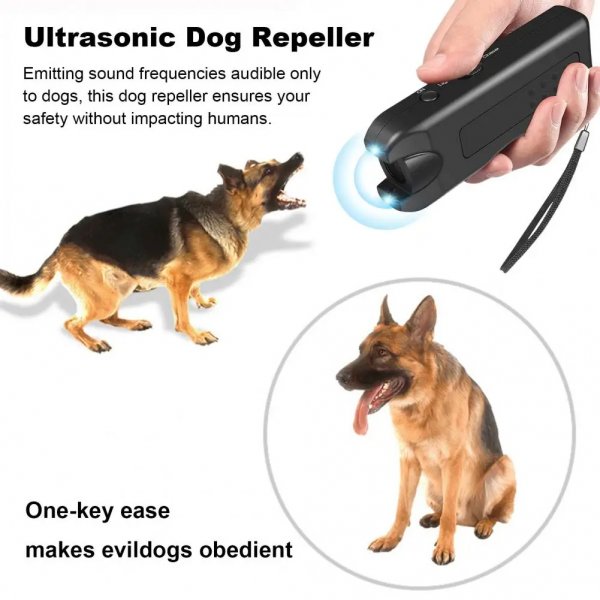 Ultrasonic Dog Repeller
Emitting sound frequencies audible only
to dogs, this dog repeller ensures your
safety without impacting humans.
One-key ease
makes evildogs obedient